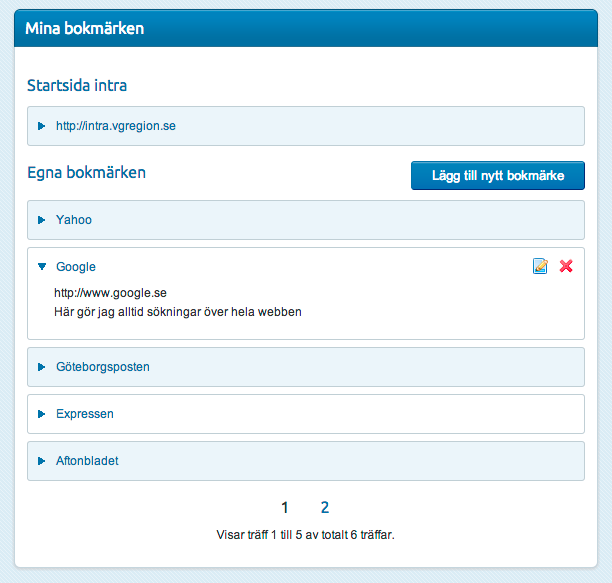 Mina bokmärken
Startsida intra
http://intra.vgregion.se
Egna bokmärken
Lägg till nytt bokmärke
Yahoo
Google
http://www.google.se
Här gör jag alltid sökningar över hela webben
Göteborgsposten
Expressen
Aftonbladet
1 2
Visar träff 1 till 5 av totalt 6 träffar.